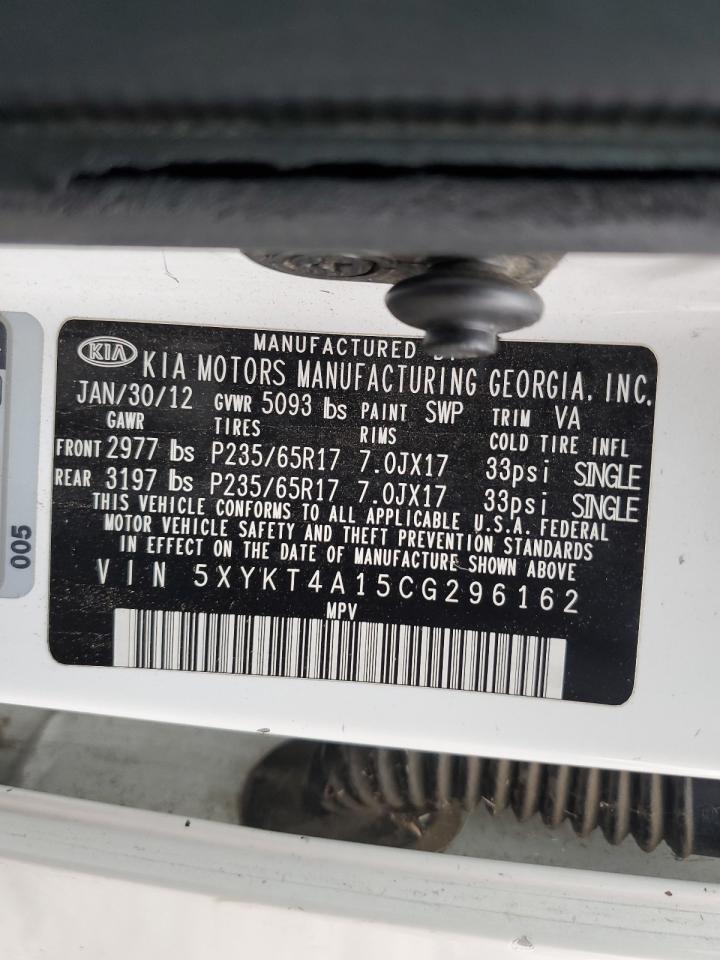 MANUFACTURED
KIA
KIA MOTORS MANUFACTURING GEORGIA, INC.
JAN/30/12 GVWR 5093 lbs PAINT SWP TRIM VA
GAWR TIRES RIMS COLD TIRE INFL
FRONT 2977 lbs P235/65R17 7.0JX17 33psi SINGLE
REAR 3197 lbs P235/65R17 7.0JX17 33psi SINGLE
THIS VEHICLE CONFORMS TO ALL APPLICABLE U.S.A. FEDERAL
MOTOR VEHICLE SAFETY AND THEFT PREVENTION STANDARDS
IN EFFECT ON THE DATE OF MANUFACTURE SHOWN ABOVE
VIN 5XYKT4A15CG296162
MPV
005